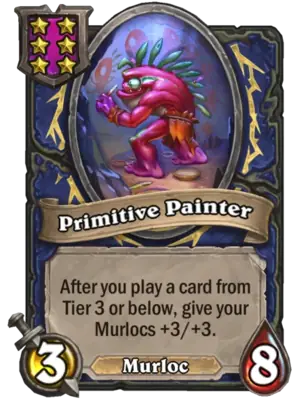 Primitive Painter
After you play a card from
Tier 3 or below, give your
Murlocs +3/+3.
3
Murloc
8